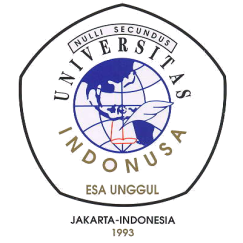 NULLI SECUNDUS
UNIVERSITAS
INDONUSA
ESA UNGGUL
JAKARTA-INDONESIA
1993